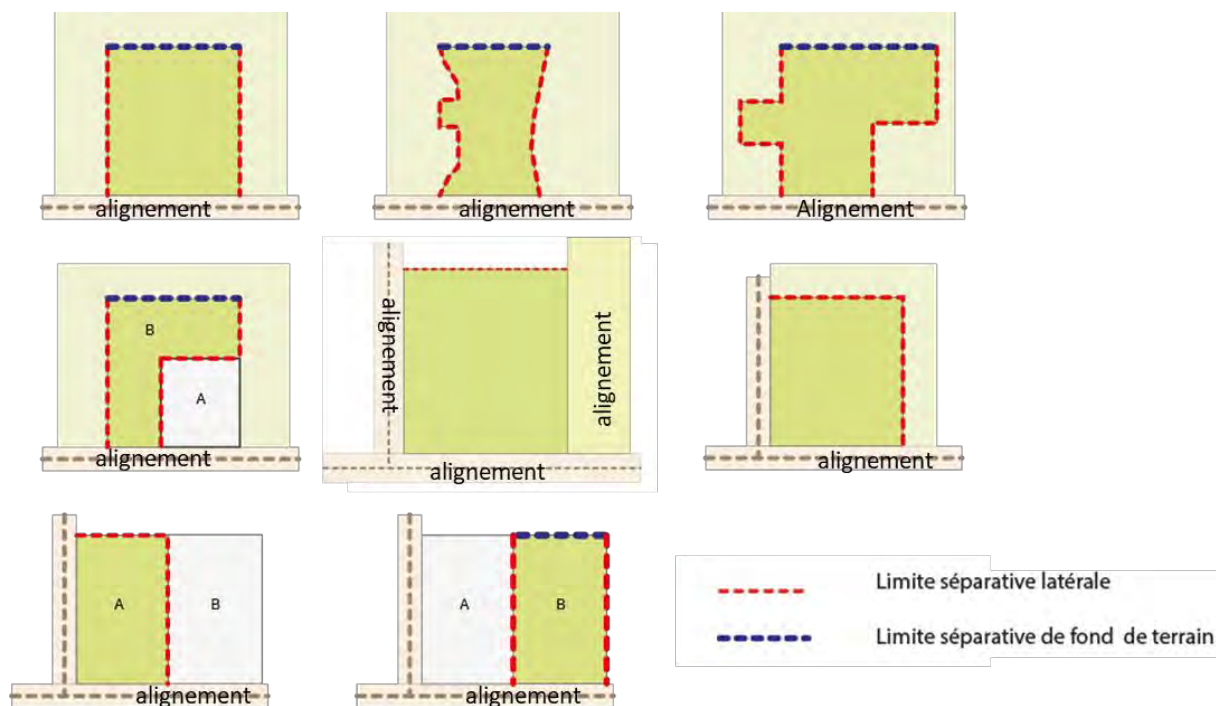 alignement
alignement
Alignement
B
A
alignement
alignement
alignement
alignement
alignement
A
B
alignement
A
B
alignement
Limite séparative latérale
Limite séparative de fond de terrain